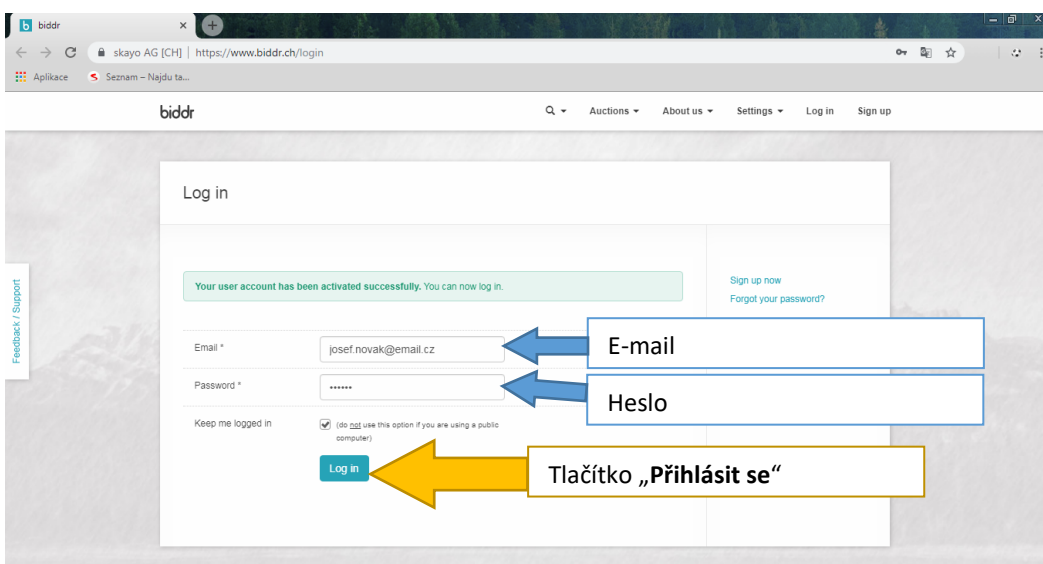 biddr
skayo AG [CH] | https://www.biddr.ch/login
Aplikace Seznam – Najdu ta...
biddr Auctions About us Settings Log in Sign up
Log in
Your user account has been activated successfully. You can now log in.
Sign up now
Forgot your password?
Feedback / Support
Email * josef.novak@email.cz E-mail
Password * •••••• Heslo
Keep me logged in (do not use this option if you are using a public
computer)
Log in Tlačítko „Přihlásit se“